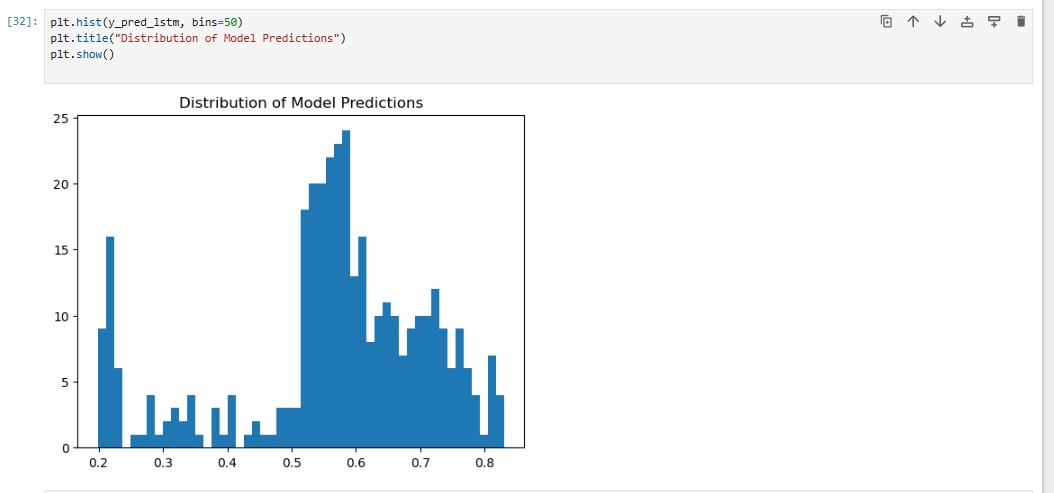 [32]:
plt.hist(y_pred_lstm, bins=50)
plt.title("Distribution of Model Predictions")
plt.show()
Distribution of Model Predictions
25
20
15
10
5
0
0.2 0.3 0.4 0.5 0.6 0.7 0.8